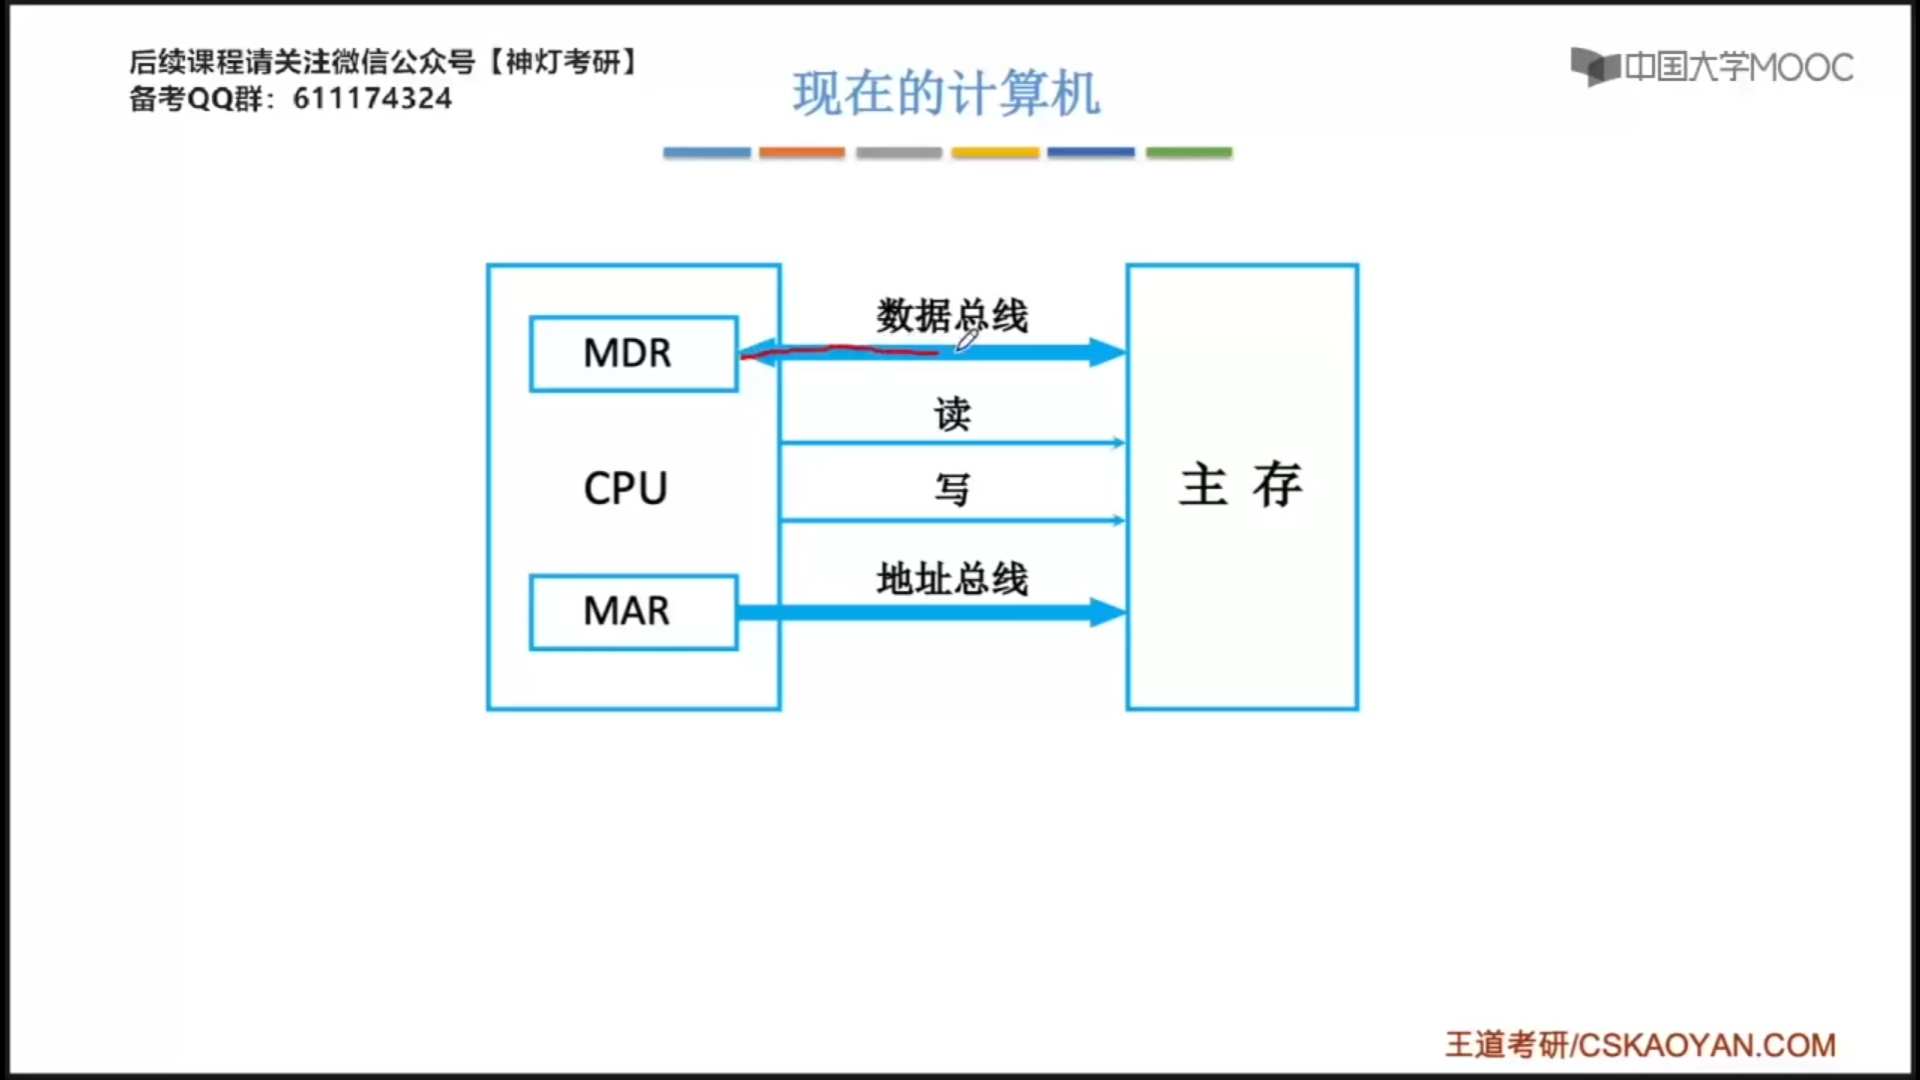 后续课程请关注微信公众号【神灯考研】
备考QQ群：611174324
现在的计算机
中国大学MOOC
数据总线
MDR
读
CPU
写
主 存
地址总线
MAR
王道考研/CSKAOYAN.COM